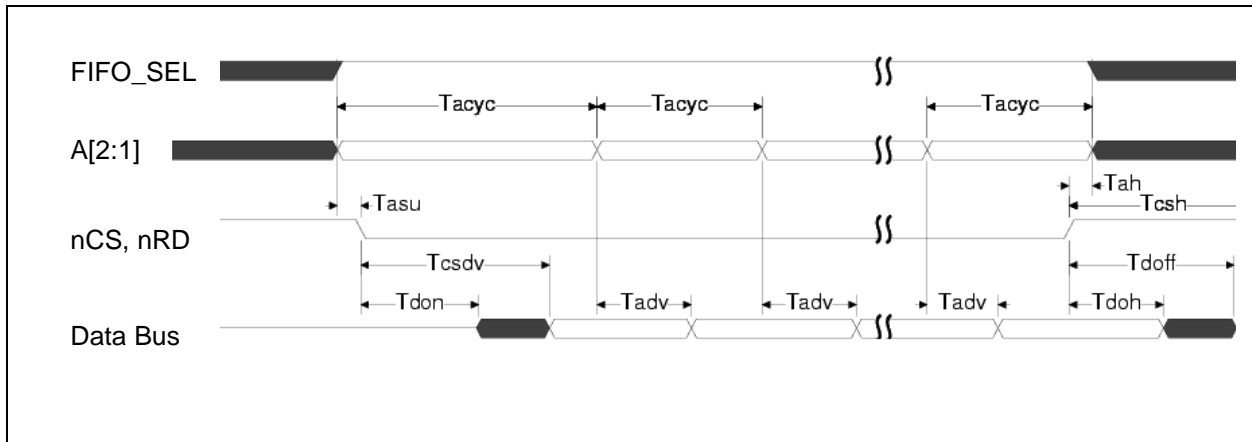 FIFO_SEL
Tacyc Tacyc Tacyc
A[2:1]
Tah
Tasu Tcsh
nCS, nRD
Tcsdv Tdoff
Tdon Tadv Tadv Tadv Tdoh
Data Bus